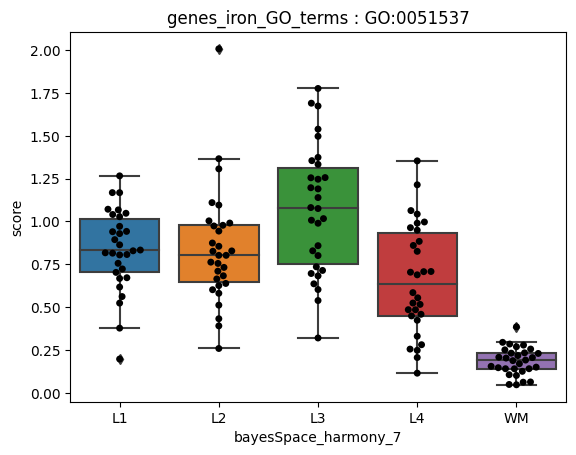 genes_iron_GO_terms : GO:0051537
2.00
1.75
1.50
1.25
1.00
0.75
0.50
0.25
0.00
score
L1 L2 L3 L4 WM
bayesSpace_harmony_7